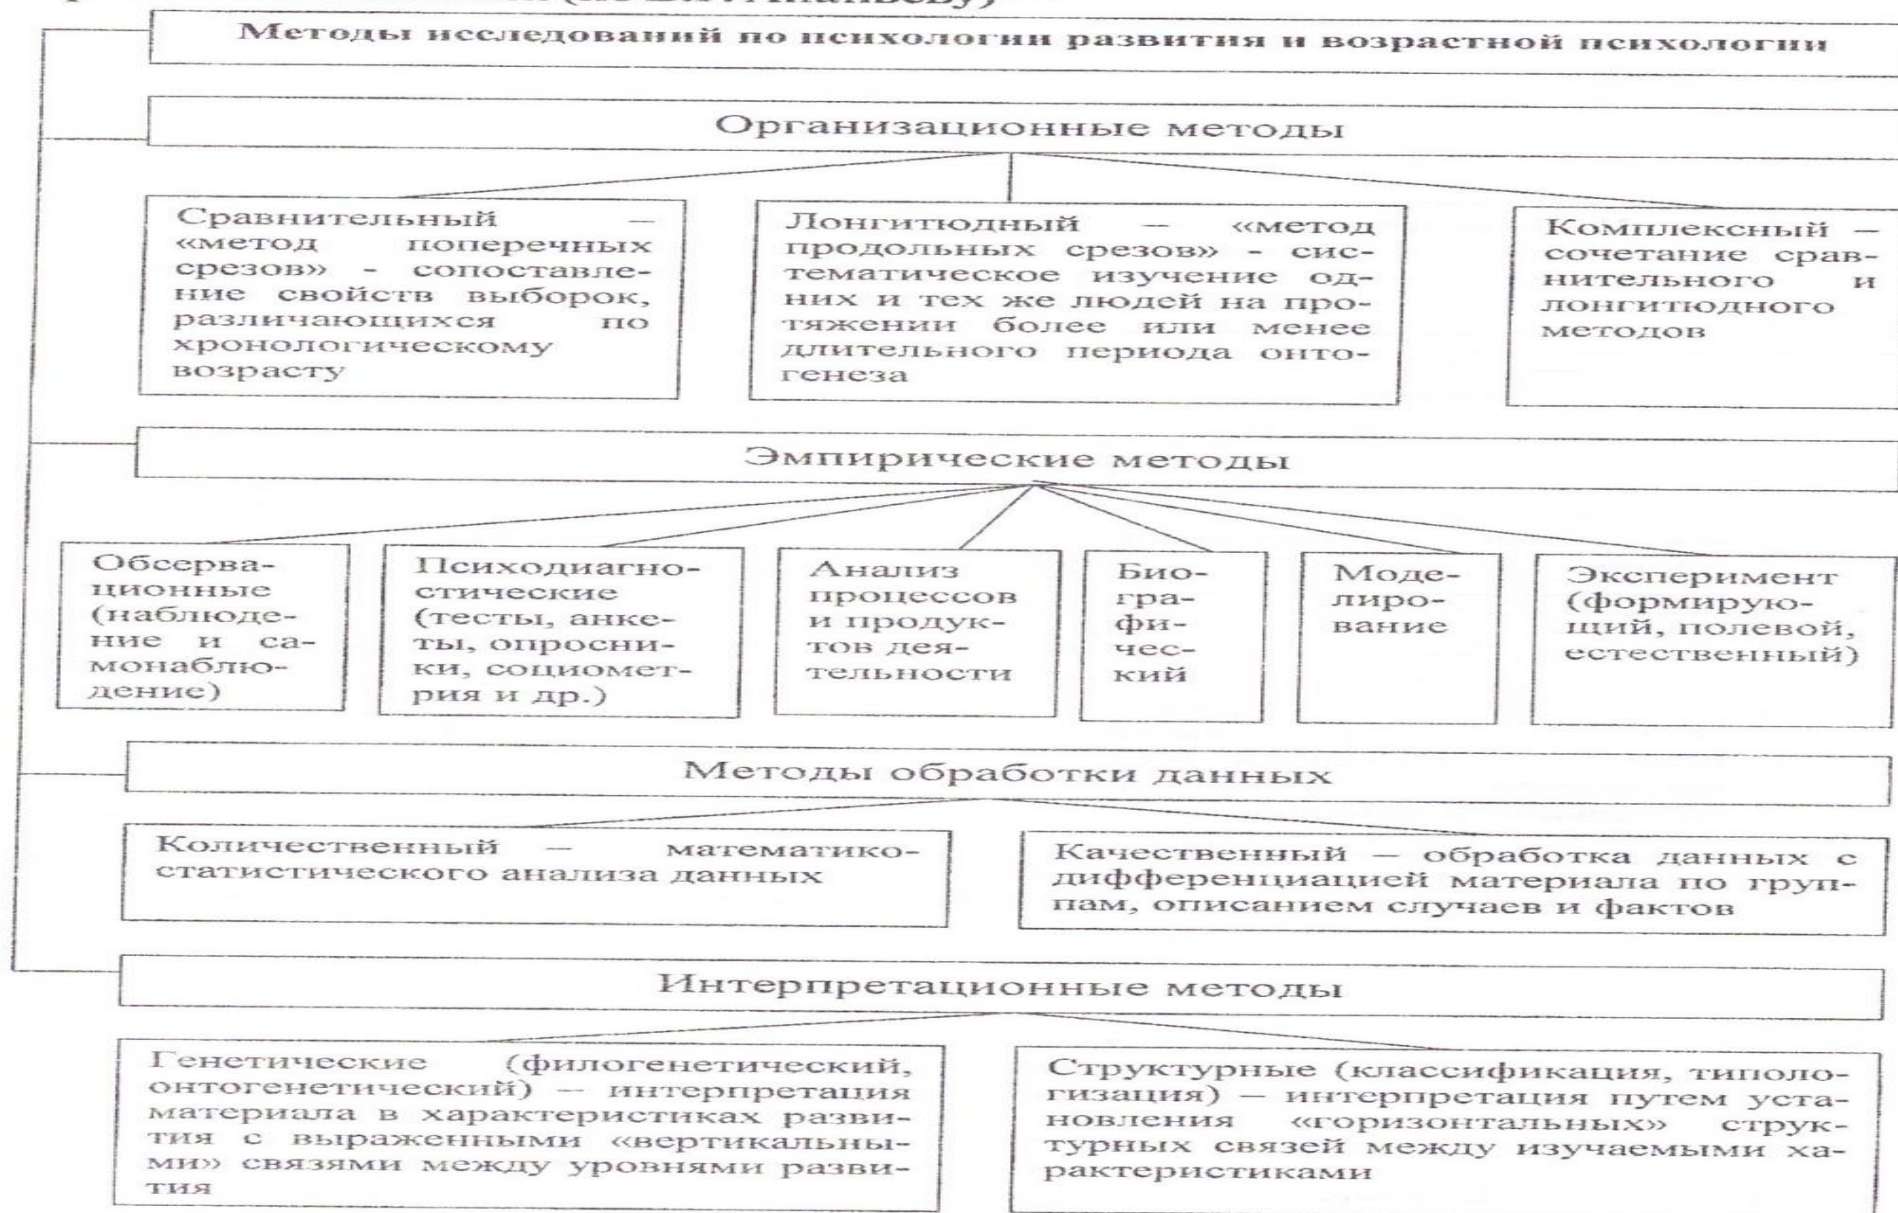 (по Б.Г. Ананьеву)
Методы исследований по психологии развития и возрастной психологии
Организационные методы
Сравнительный –
«метод поперечных
срезов» - сопоставле-
ние свойств выборок,
различающихся по
хронологическому
возрасту
Лонгитюдный – «метод
продольных срезов» - сис-
тематическое изучение од-
них и тех же людей на про-
тяжении более или менее
длительного периода онто-
генеза
Комплексный –
сочетание срав-
нительного и
лонгитюдного
методов
Эмпирические методы
Обсерва-
ционные
(наблюде-
ние и са-
монаблю-
дение)
Психодиагно-
стические
(тесты, анке-
ты, опросни-
ки, социомет-
рия и др.)
Анализ
процессов
и продук-
тов дея-
тельности
Био-
гра-
фи-
чес-
кий
Моде-
лиро-
вание
Эксперимент
(формирую-
щий, полевой,
естественный)
Методы обработки данных
Количественный – математико-
статистического анализа данных
Качественный – обработка данных с
дифференциацией материала по груп-
пам, описанием случаев и фактов
Интерпретационные методы
Генетические (филогенетический,
онтогенетический) – интерпретация
материала в характеристиках разви-
тия с выраженными «вертикальны-
ми» связями между уровнями разви-
тия
Структурные (классификация, типоло-
гизация) – интерпретация путем уста-
новления «горизонтальных» струк-
турных связей между изучаемыми ха-
рактеристиками